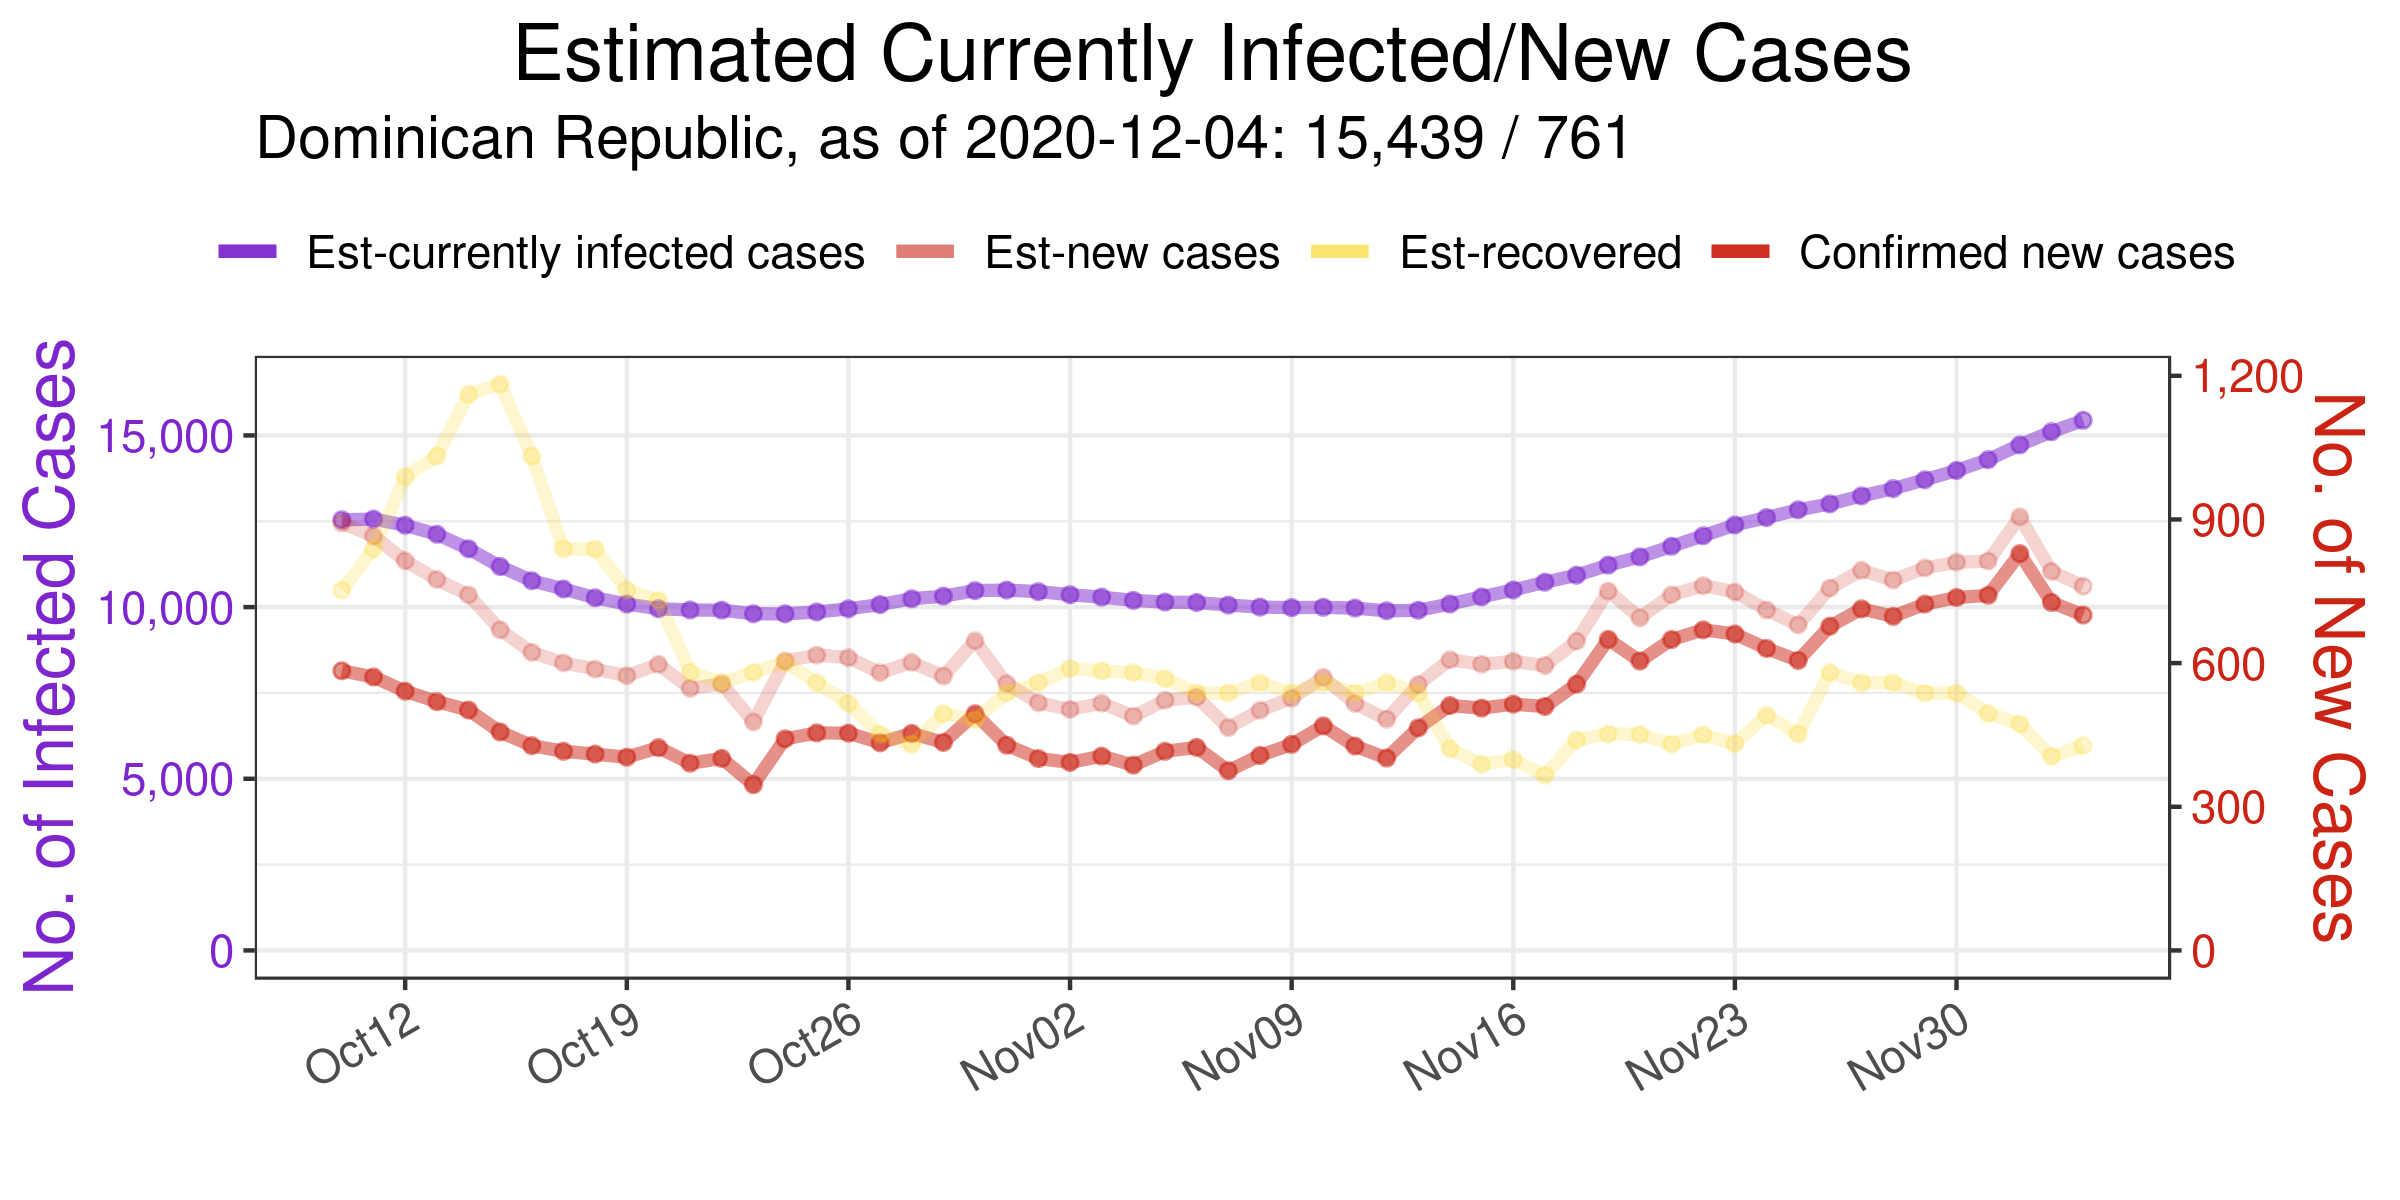 Estimated Currently Infected/New Cases
Dominican Republic, as of 2020-12-04: 15,439 / 761
Est-currently infected cases Est-new cases Est-recovered Confirmed new cases
No. of Infected Cases
15,000
10,000
5,000
0
1,200
900
600
300
0
No. of New Cases
Oct12 Oct19 Oct26 Nov02 Nov09 Nov16 Nov23 Nov30